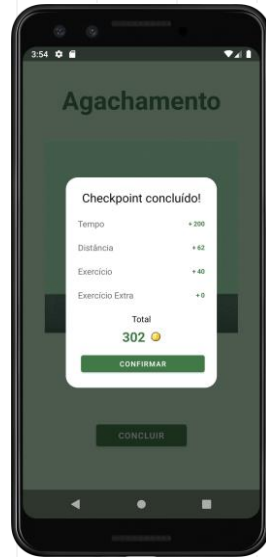 3:54
Agachamento
Checkpoint concluído!
Tempo +200
Distância +62
Exercício +40
Exercício Extra +0
Total
302
CONFIRMAR
CONCLUIR